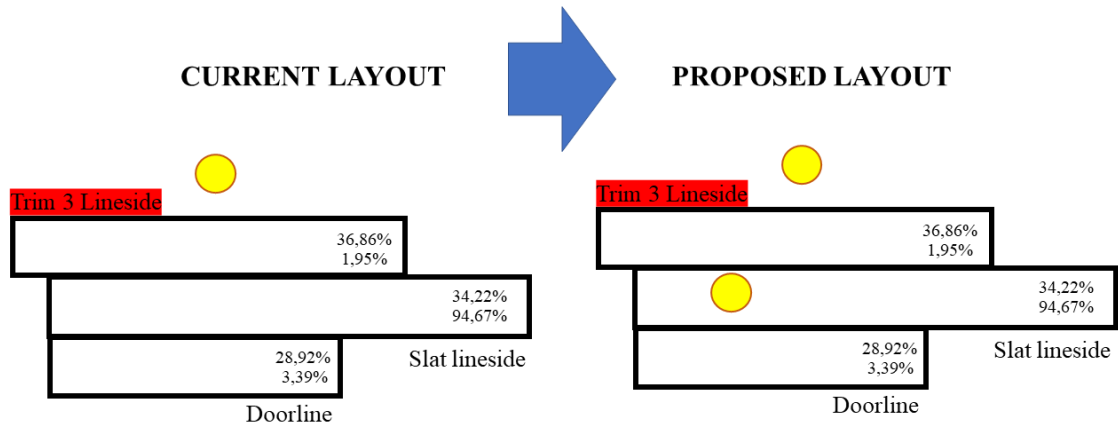 CURRENT LAYOUT
Trim 3 Lineside
36,86%
1,95%
34,22%
94,67%
Slat lineside
28,92%
3,39%
Doorline
PROPOSED LAYOUT
Trim 3 Lineside
36,86%
1,95%
34,22%
94,67%
Slat lineside
28,92%
3,39%
Doorline